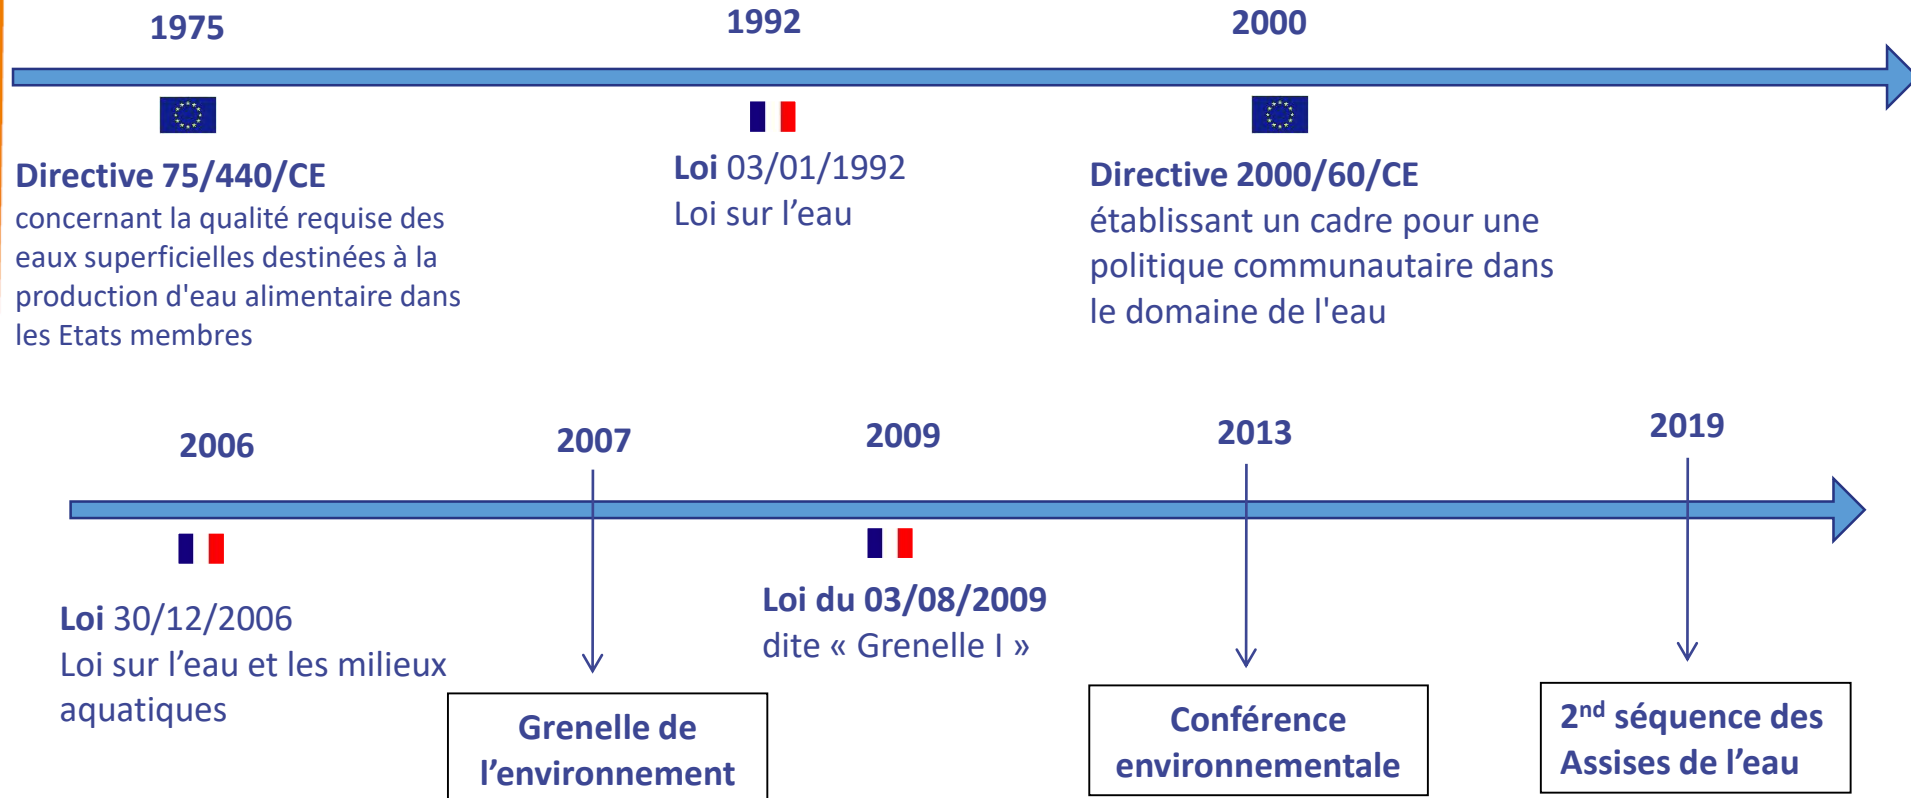 1975
1992
2000
Directive 75/440/CE
concernant la qualité requise des
eaux superficielles destinées à la
production d'eau alimentaire dans
les Etats membres
Loi 03/01/1992
Loi sur l’eau
Directive 2000/60/CE
établissant un cadre pour une
politique communautaire dans
le domaine de l'eau
2006
2007
2009
2013
2019
Loi 30/12/2006
Loi sur l’eau et les milieux
aquatiques
Grenelle de
l’environnement
Loi du 03/08/2009
dite « Grenelle I »
Conférence
environnementale
2nd séquence des
Assises de l’eau